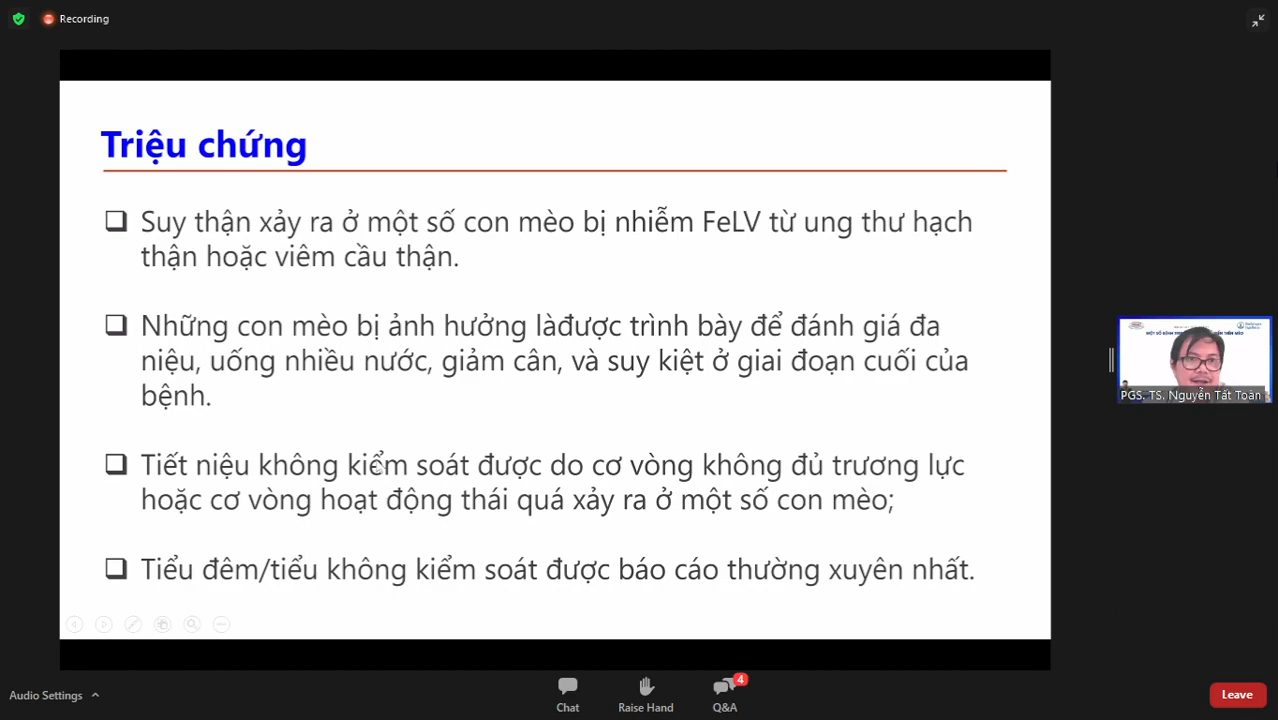 Recording
Triệu chứng
Suy thận xảy ra ở một số con mèo bị nhiễm FeLV từ ung thư hạch
thận hoặc viêm cầu thận.
Những con mèo bị ảnh hưởng làđược trình bày để đánh giá đa
niệu, uống nhiều nước, giảm cân, và suy kiệt ở giai đoạn cuối của
bệnh.
Tiết niệu không kiểm soát được do cơ vòng không đủ trương lực
hoặc cơ vòng hoạt động thái quá xảy ra ở một số con mèo;
Tiểu đêm/tiểu không kiểm soát được báo cáo thường xuyên nhất.
PGS. TS. Nguyễn Tất Toàn
Audio Settings
Chat
Raise Hand
4
Q&A
Leave